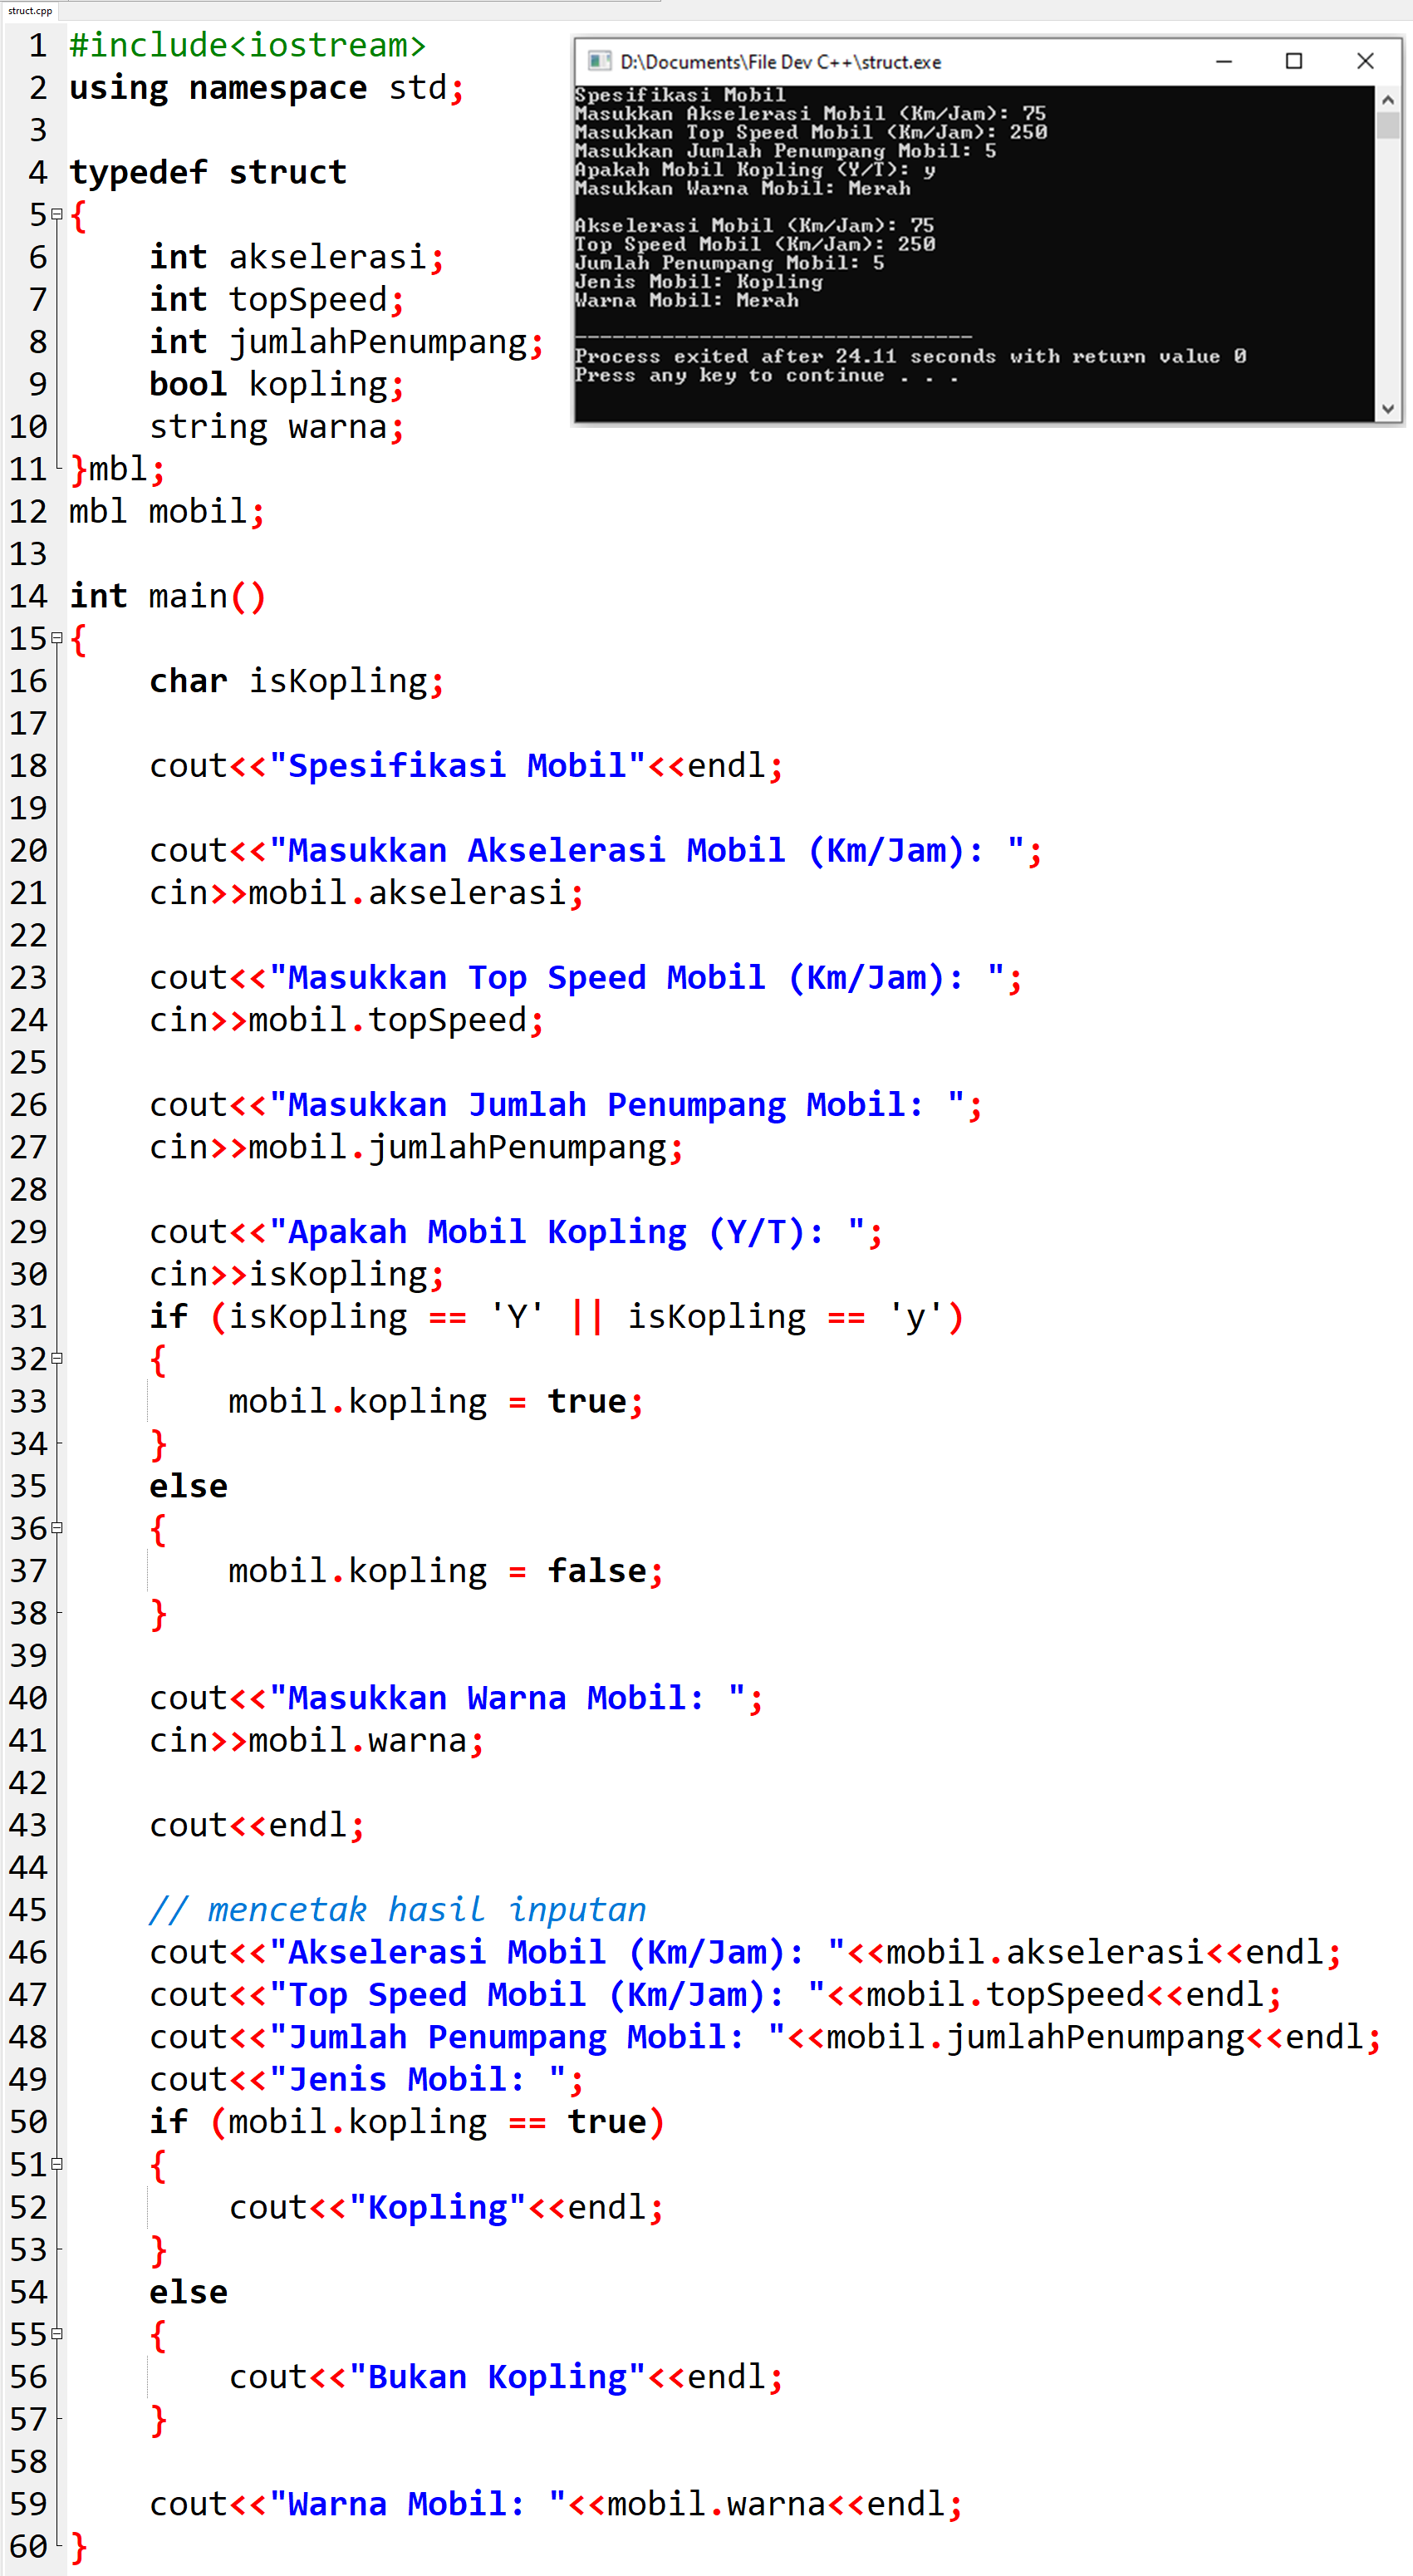 struct.cpp
1 #include<iostream>
2 using namespace std;
3
4 typedef struct
5 {
6     int akselerasi;
7     int topSpeed;
8     int jumlahPenumpang;
9     bool kopling;
10     string warna;
11 }mbl;
12 mbl mobil;
13
14 int main()
15 {
16     char isKopling;
17
18     cout<<"Spesifikasi Mobil"<<endl;
19
20     cout<<"Masukkan Akselerasi Mobil (Km/Jam): ";
21     cin>>mobil.akselerasi;
22
23     cout<<"Masukkan Top Speed Mobil (Km/Jam): ";
24     cin>>mobil.topSpeed;
25
26     cout<<"Masukkan Jumlah Penumpang Mobil: ";
27     cin>>mobil.jumlahPenumpang;
28
29     cout<<"Apakah Mobil Kopling (Y/T): ";
30     cin>>isKopling;
31     if (isKopling == 'Y' || isKopling == 'y')
32     {
33         mobil.kopling = true;
34     }
35     else
36     {
37         mobil.kopling = false;
38     }
39
40     cout<<"Masukkan Warna Mobil: ";
41     cin>>mobil.warna;
42
43     cout<<endl;
44
45     // mencetak hasil inputan
46     cout<<"Akselerasi Mobil (Km/Jam): "<<mobil.akselerasi<<endl;
47     cout<<"Top Speed Mobil (Km/Jam): "<<mobil.topSpeed<<endl;
48     cout<<"Jumlah Penumpang Mobil: "<<mobil.jumlahPenumpang<<endl;
49     cout<<"Jenis Mobil: ";
50     if (mobil.kopling == true)
51     {
52         cout<<"Kopling"<<endl;
53     }
54     else
55     {
56         cout<<"Bukan Kopling"<<endl;
57     }
58
59     cout<<"Warna Mobil: "<<mobil.warna<<endl;
60 }
D:\Documents\File Dev C++\struct.exe
Spesifikasi Mobil
Masukkan Akselerasi Mobil (Km/Jam): 75
Masukkan Top Speed Mobil (Km/Jam): 250
Masukkan Jumlah Penumpang Mobil: 5
Apakah Mobil Kopling (Y/T): y
Masukkan Warna Mobil: Merah

Akselerasi Mobil (Km/Jam): 75
Top Speed Mobil (Km/Jam): 250
Jumlah Penumpang Mobil: 5
Jenis Mobil: Kopling
Warna Mobil: Merah

--------------------------------
Process exited after 24.11 seconds with return value 0
Press any key to continue . . .